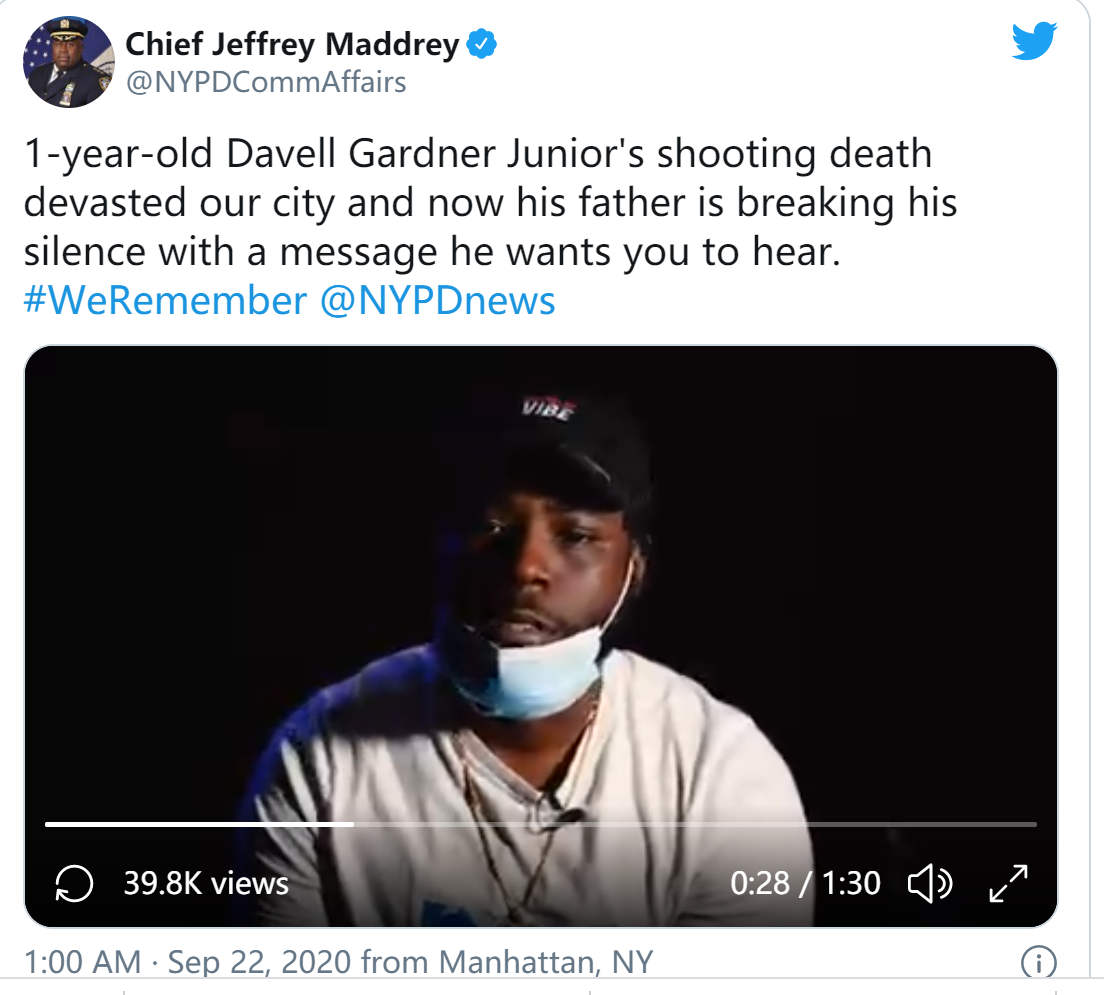 Chief Jeffrey Maddrey
@NYPDCommAffairs
1-year-old Davell Gardner Junior's shooting death
devasted our city and now his father is breaking his
silence with a message he wants you to hear.
#WeRemember @NYPDnews
VIBE
39.8K views
0:28 / 1:30
1:00 AM · Sep 22, 2020 from Manhattan, NY